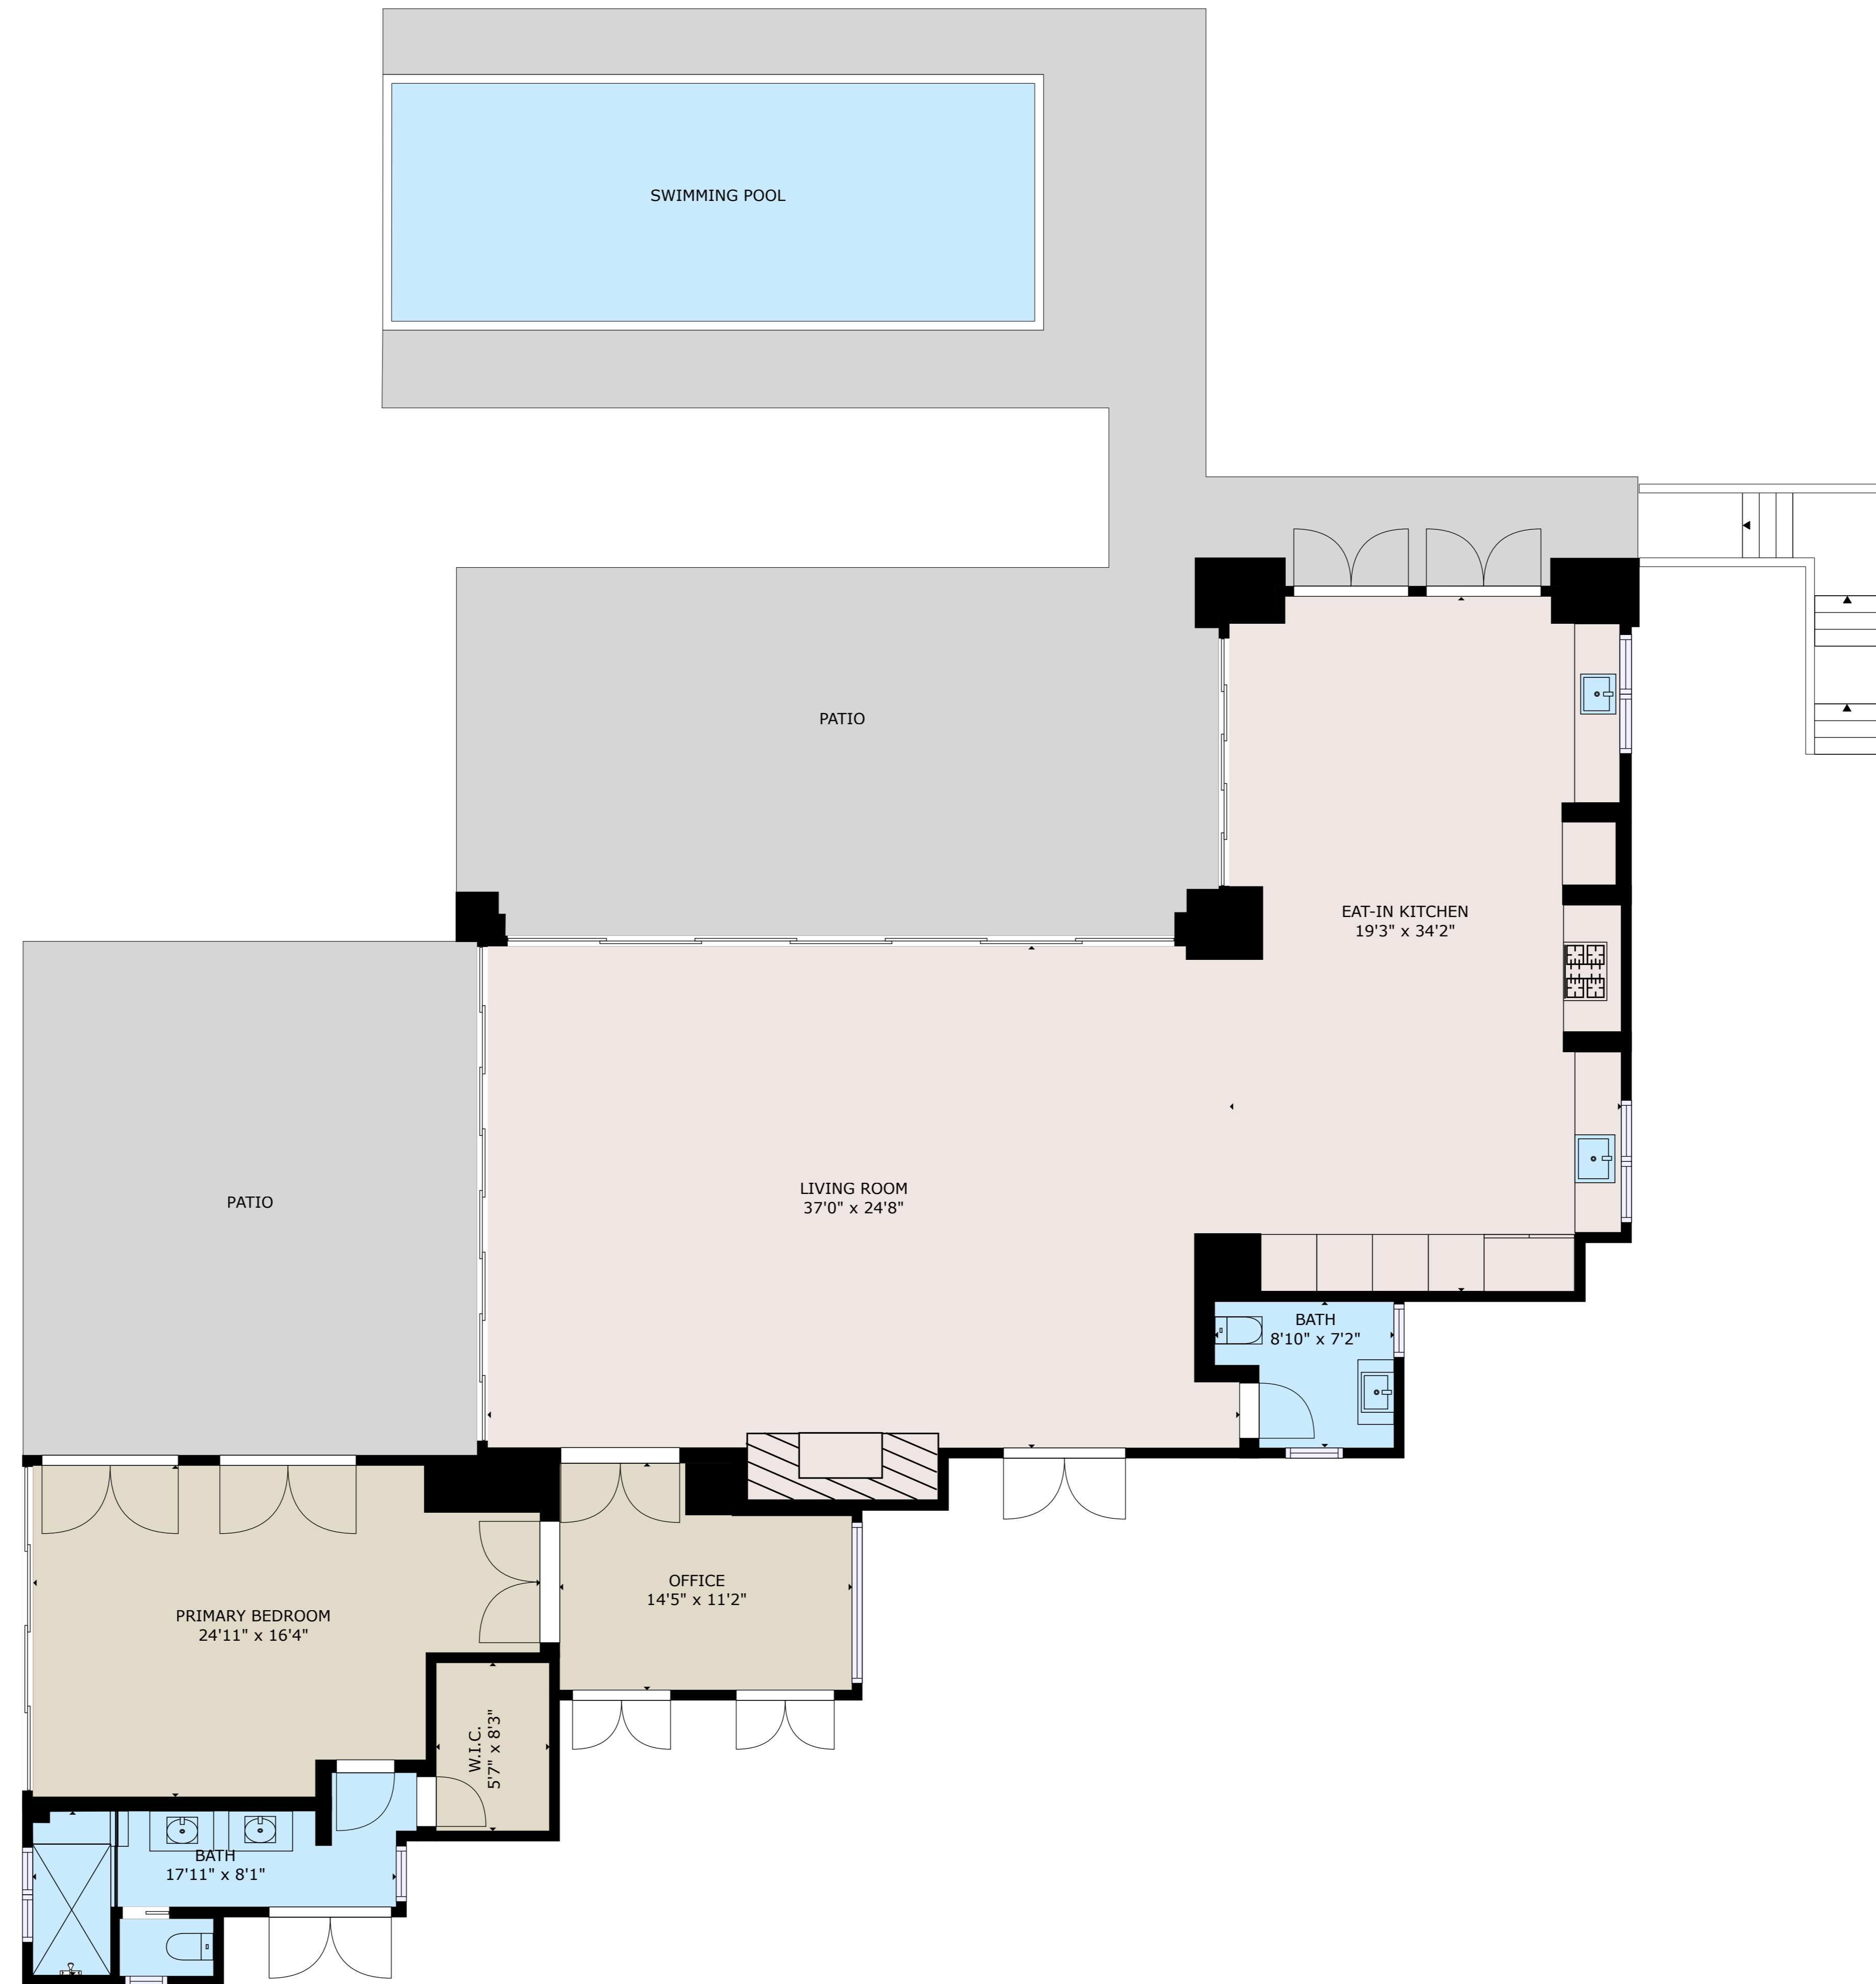 SWIMMING POOL
PATIO
EAT-IN KITCHEN
19'3" x 34'2"
LIVING ROOM
37'0" x 24'8"
PATIO
BATH
8'10" x 7'2"
OFFICE
14'5" x 11'2"
PRIMARY BEDROOM
24'11" x 16'4"
W.I.C.
5'7" x 8'3"
BATH
17'11" x 8'1"